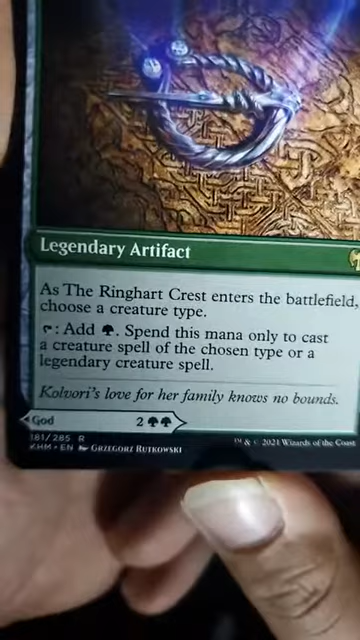 Legendary Artifact
As The Ringhart Crest enters the battlefield,
choose a creature type.
: Add . Spend this mana only to cast
a creature spell of the chosen type or a
legendary creature spell.
Kolvori's love for her family knows no bounds.
God 2
181/285 R
KHM • EN GRZEGORZ RUTKOWSKI
™ & © 2021 Wizards of the Coast